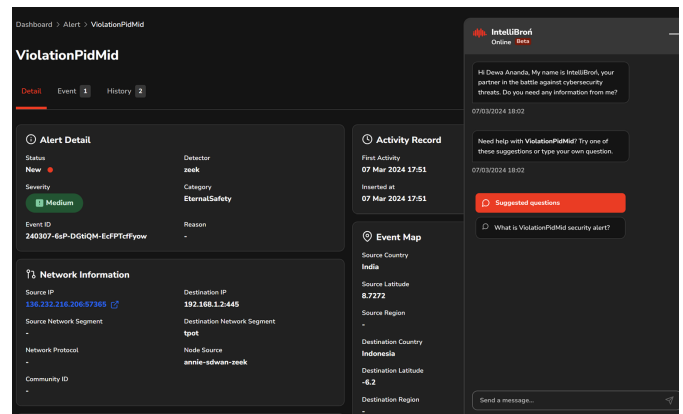 Dashboard > Alert > ViolationPidMid
ViolationPidMid
Detail Event 1 History 2
Alert Detail
Status
New
Detector
zeek
Severity
Medium
Category
EternalSafety
Event ID
240307-6sP-DGtiQM-EcFPTcfFyow
Reason
-
Network Information
Source IP
136.232.216.206:57365
Destination IP
192.168.1.2:445
Source Network Segment
-
Destination Network Segment
tpot
Network Protocol
-
Node Source
annie-sdwan-zeek
Community ID
-
Activity Record
First Activity
07 Mar 2024 17:51
Inserted at
07 Mar 2024 17:51
Event Map
Source Country
India
Source Latitude
8.7272
Source Region
-
Destination Country
Indonesia
Destination Latitude
-6.2
Destination Region
-
IntelliBroń
Online Beta
Hi Dewa Ananda, My name is IntelliBroń, your
partner in the battle against cybersecurity
threats. Do you need any information from me?
07/03/2024 18:02
Need help with ViolationPidMid? Try one of
these suggestions or type your own question.
07/03/2024 18:02
Suggested questions
What is ViolationPidMid security alert?
Send a message...